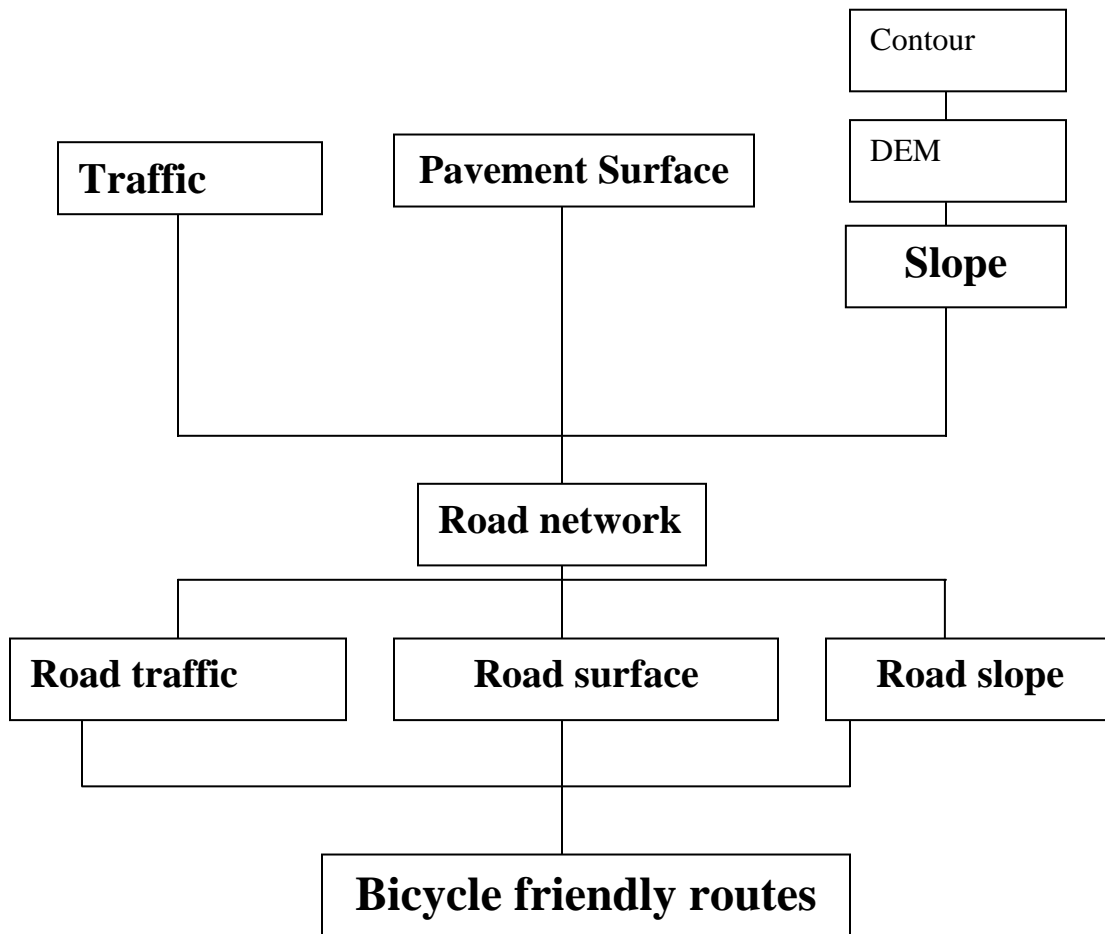 Contour
DEM
Traffic
Pavement Surface
Slope
Road network
Road traffic
Road surface
Road slope
Bicycle friendly routes